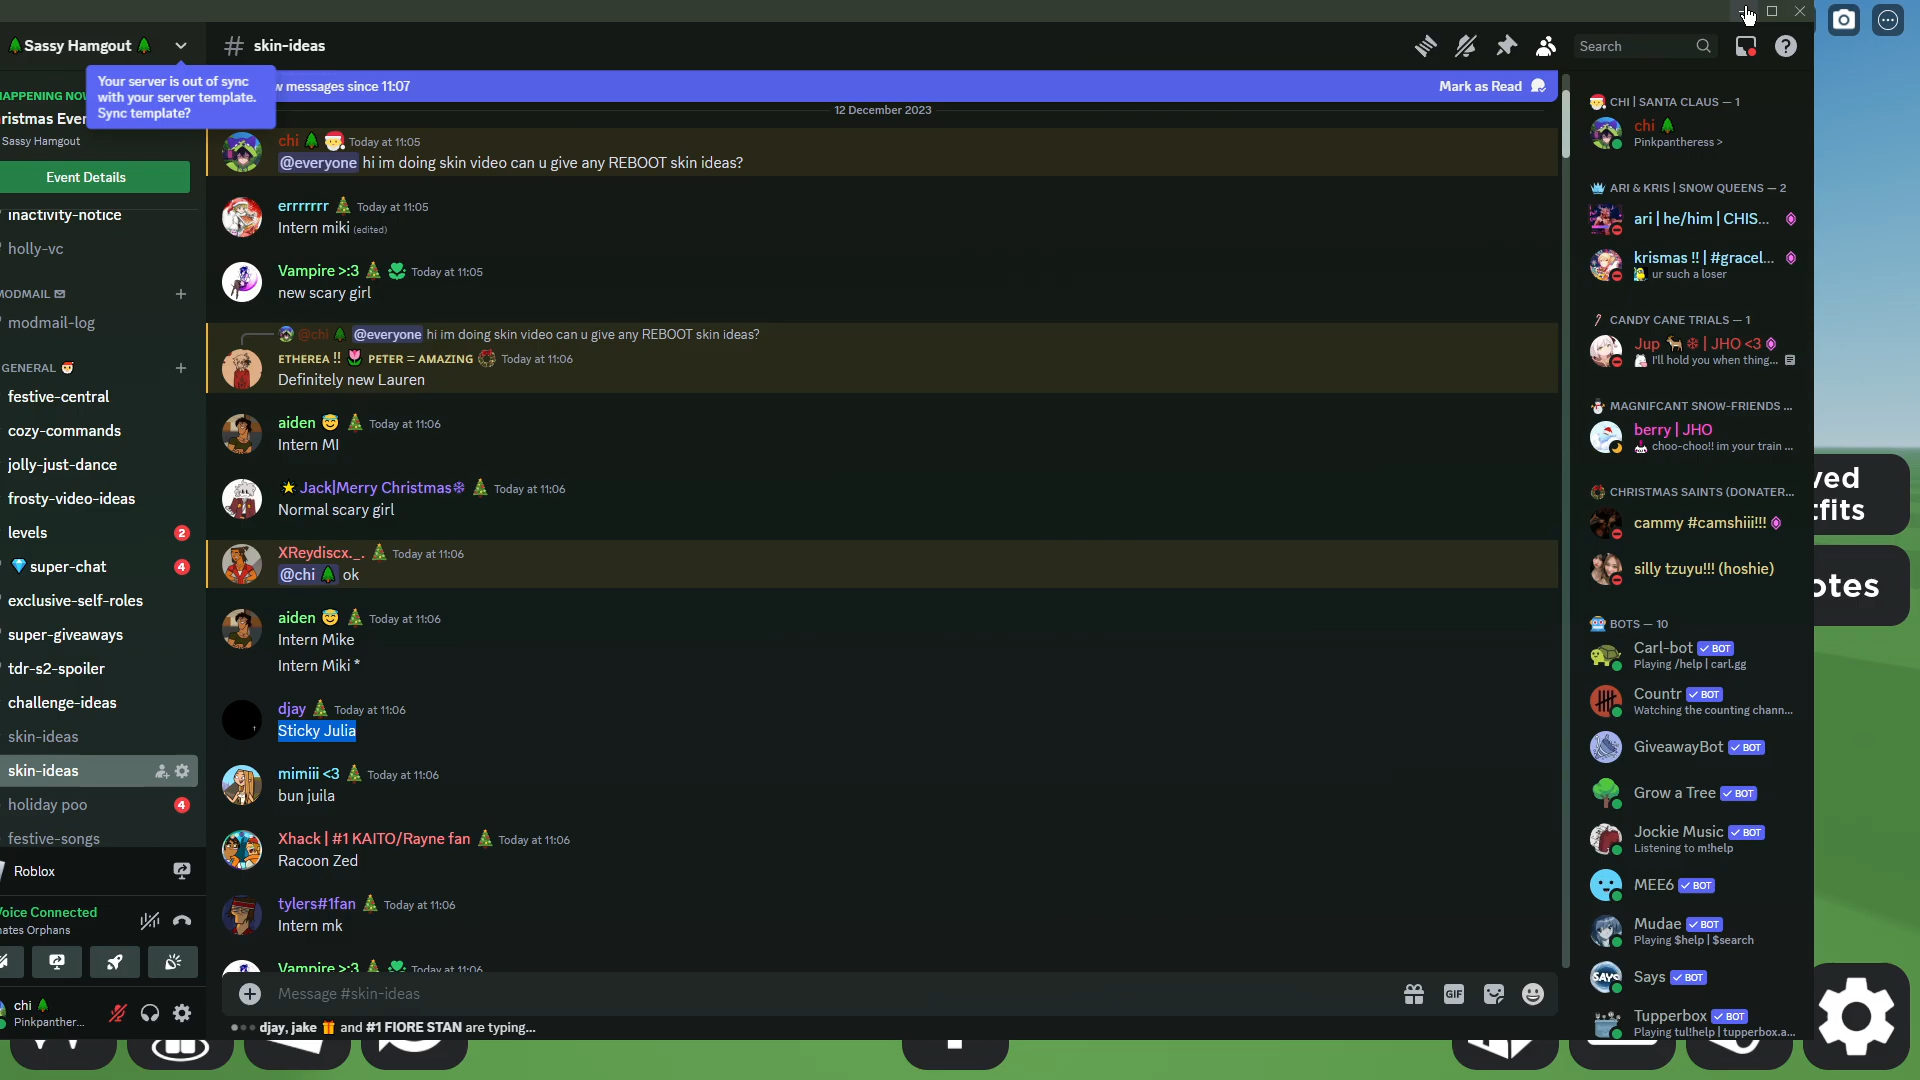 Sassy Hamgout
Your server is out of sync
with your server template.
Sync template?
APPENING NOW
ristmas Ever
Sassy Hamgout
Event Details
inactivity-notice
holly-vc
MODMAIL
modmail-log
GENERAL
festive-central
cozy-commands
jolly-just-dance
frosty-video-ideas
levels
2
super-chat
4
exclusive-self-roles
super-giveaways
tdr-s2-spoiler
challenge-ideas
skin-ideas
skin-ideas
holiday poo
4
festive-songs
Roblox
Voice Connected
nates Orphans
chi
Pinkpanther...
# skin-ideas
Search
w messages since 11:07
Mark as Read
12 December 2023
chi Today at 11:05
@everyone hi im doing skin video can u give any REBOOT skin ideas?
errrrrrr Today at 11:05
Intern miki (edited)
Vampire >:3 Today at 11:05
new scary girl
@chi @everyone hi im doing skin video can u give any REBOOT skin ideas?
ETHEREA !! PETER = AMAZING Today at 11:06
Definitely new Lauren
aiden Today at 11:06
Intern MI
Jack|Merry Christmas Today at 11:06
Normal scary girl
XReydiscx._. Today at 11:06
@chi ok
aiden Today at 11:06
Intern Mike
Intern Miki *
djay Today at 11:06
Sticky Julia
mimiii <3 Today at 11:06
bun juila
Xhack | #1 KAITO/Rayne fan Today at 11:06
Racoon Zed
tylers#1fan Today at 11:06
Intern mk
Vampire >:3 Today at 11:06
Message #skin-ideas
GIF
djay, jake and #1 FIORE STAN are typing...
CHI | SANTA CLAUS — 1
chi
Pinkpantheress >
ARI & KRIS | SNOW QUEENS — 2
ari | he/him | CHIS...
krismas !! | #gracel...
ur such a loser
CANDY CANE TRIALS — 1
Jup | JHO <3
I'll hold you when thing...
MAGNIFCANT SNOW-FRIENDS ...
berry | JHO
choo-choo!! im your train ...
CHRISTMAS SAINTS (DONATER...
cammy #camshiii!!!
silly tzuyu!!! (hoshie)
BOTS — 10
Carl-bot BOT
Playing /help | carl.gg
Countr BOT
Watching the counting chann...
GiveawayBot BOT
Grow a Tree BOT
Jockie Music BOT
Listening to m!help
MEE6 BOT
Mudae BOT
Playing $help | $search
SAYS
Says BOT
Tupperbox BOT
Playing tul!help | tupperbox.a...
ved
tfits
otes